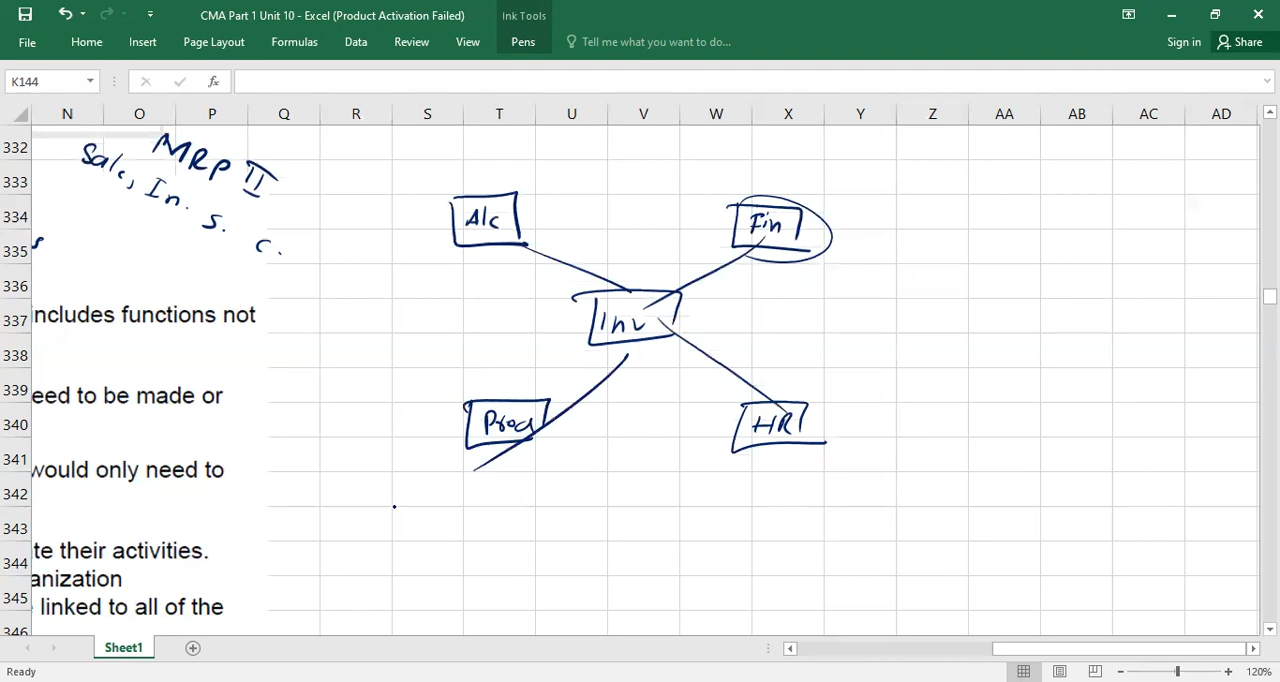 CMA Part 1 Unit 10 - Excel (Product Activation Failed)
Ink Tools
File Home Insert Page Layout Formulas Data Review View Pens Tell me what you want to do... Sign in Share
K144
fx
N O P Q R S T U V W X Y Z AA AB AC AD
332
333
334
335
336
337
338
339
340
341
342
343
344
345
346
MRP II
Sale, In. S. C.
s
includes functions not
eed to be made or
would only need to
te their activities.
anization
linked to all of the
A/c
Fin
Inv
Prod
HR
Sheet1
Ready
120%